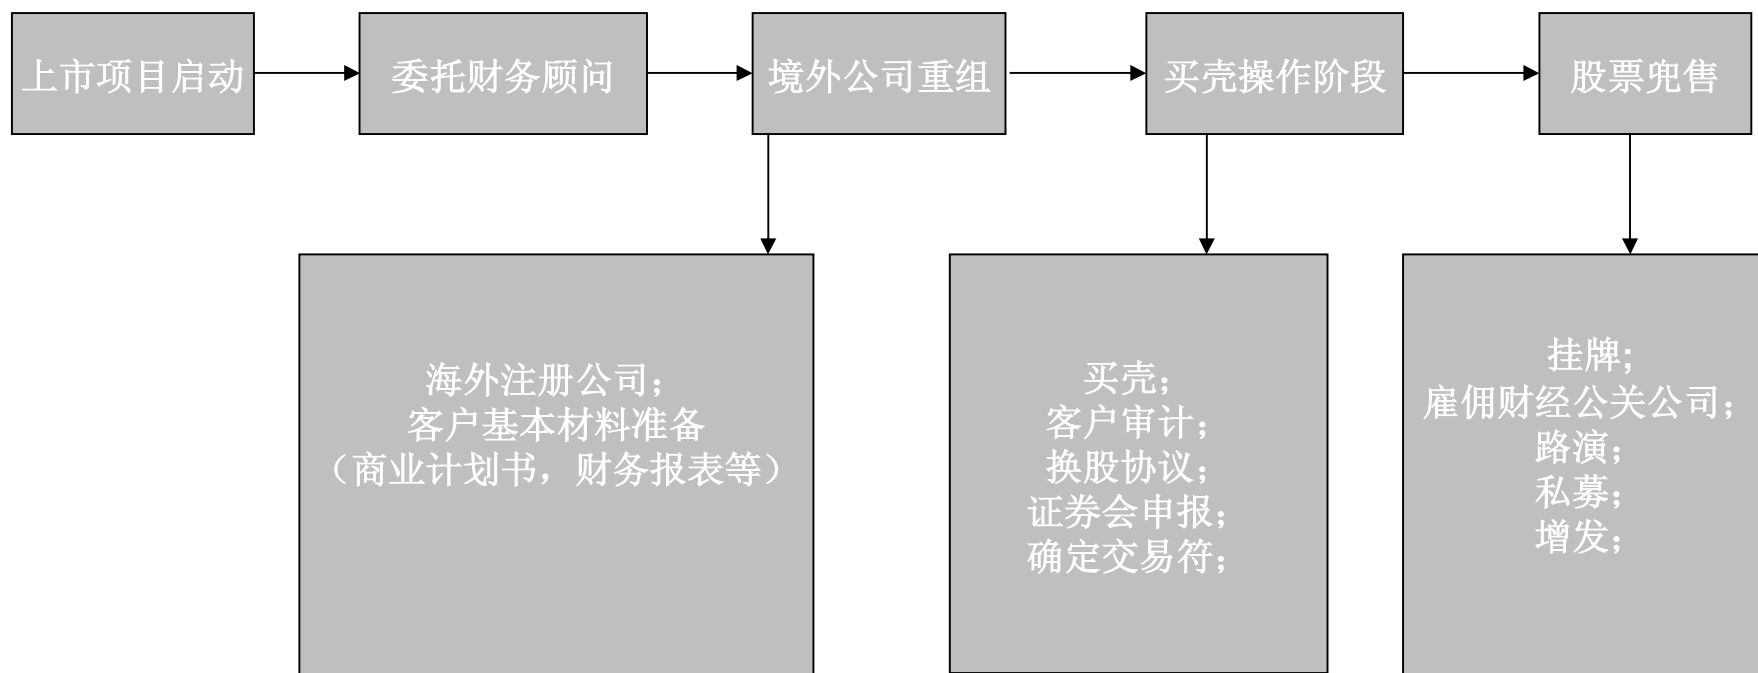 上市项目启动
委托财务顾问
境外公司重组
买壳操作阶段
股票兜售
海外注册公司；
客户基本材料准备
（商业计划书，财务报表等）
买壳；
客户审计；
换股协议；
证券会申报；
确定交易符；
挂牌;
雇佣财经公关公司；
路演；
私募；
增发；